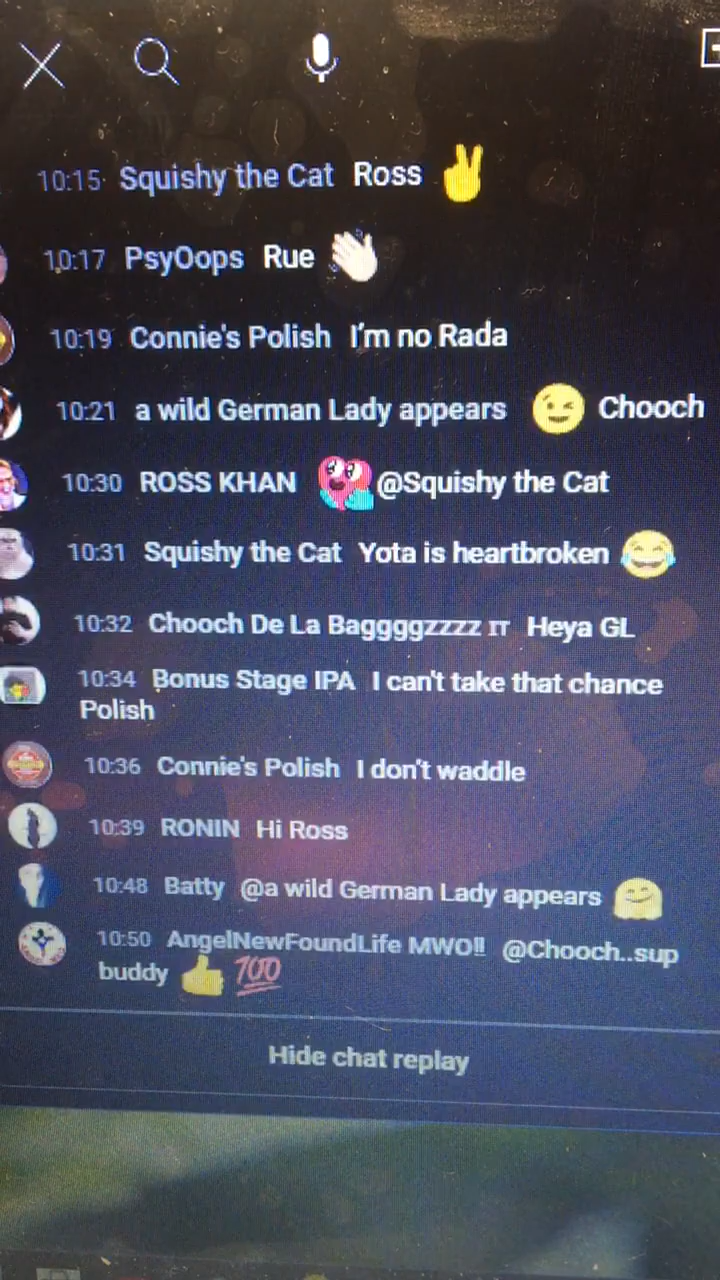 10:15 Squishy the Cat Ross ✌
10:17 PsyOops Rue 👋
10:19 Connie's Polish I'm no Rada
10:21 a wild German Lady appears 😉 Chooch
10:30 ROSS KHAN @Squishy the Cat
10:31 Squishy the Cat Yota is heartbroken 😂
10:32 Chooch De La Baggggzzzz IT Heya GL
10:34 Bonus Stage IPA I can't take that chance
Polish
10:36 Connie's Polish I don't waddle
10:39 RONIN Hi Ross
10:48 Batty @a wild German Lady appears 🤗
10:50 AngelNewFoundLife MWO‼ @Chooch..sup
buddy 👍 💯
Hide chat replay